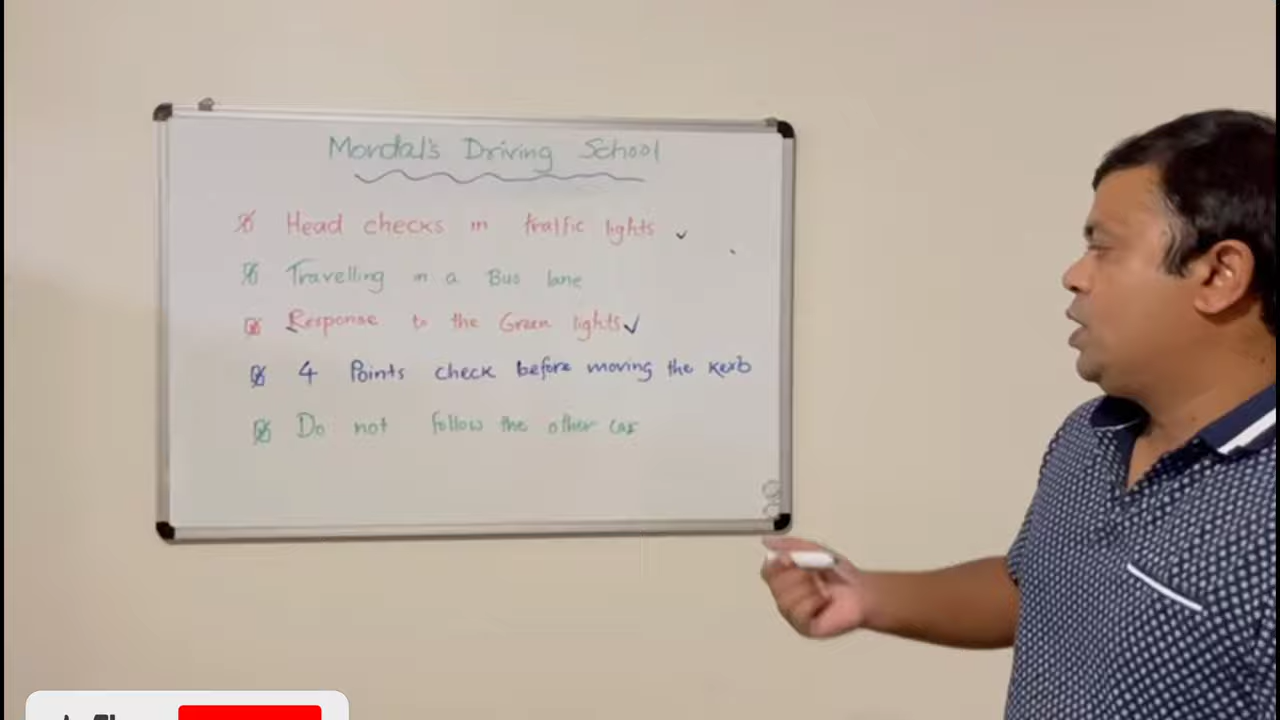 Mondal's Driving School
Head checks in traffic lights ✓
Travelling in a Bus lane
Response to the Green lights ✓
4 Points check before moving the kerb
Do not follow the other car